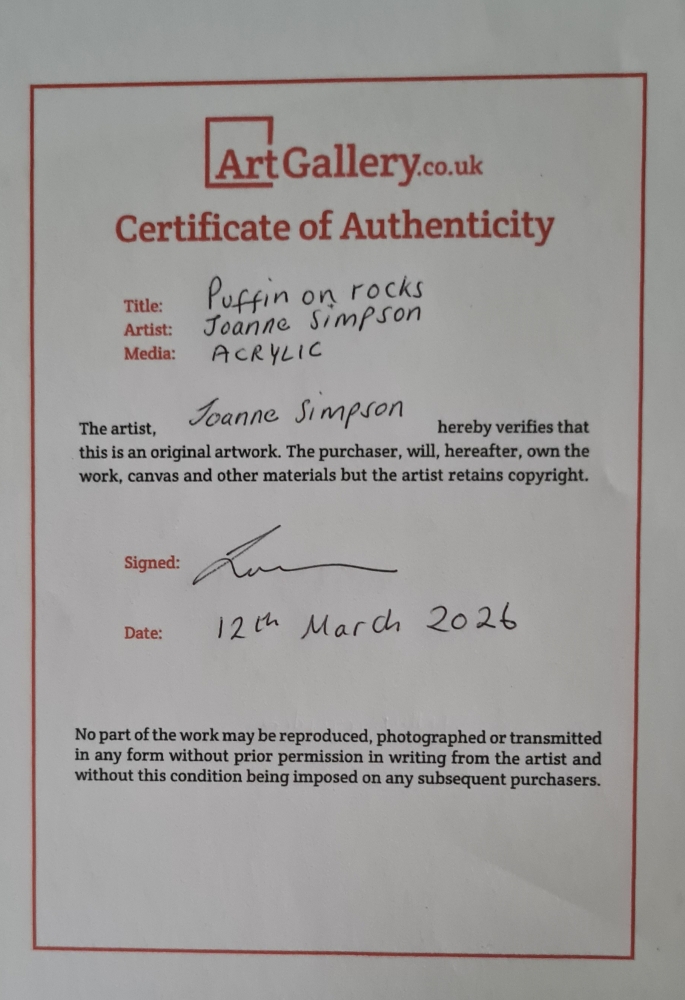 ArtGallery.co.uk
Certificate of Authenticity
Title: Puffin on rocks
Artist: Joanne Simpson
Media: ACRYLIC
The artist, Joanne Simpson hereby verifies that
this is an original artwork. The purchaser, will, hereafter, own the
work, canvas and other materials but the artist retains copyright.
Signed:
Date: 12th March 2026
No part of the work may be reproduced, photographed or transmitted
in any form without prior permission in writing from the artist and
without this condition being imposed on any subsequent purchasers.